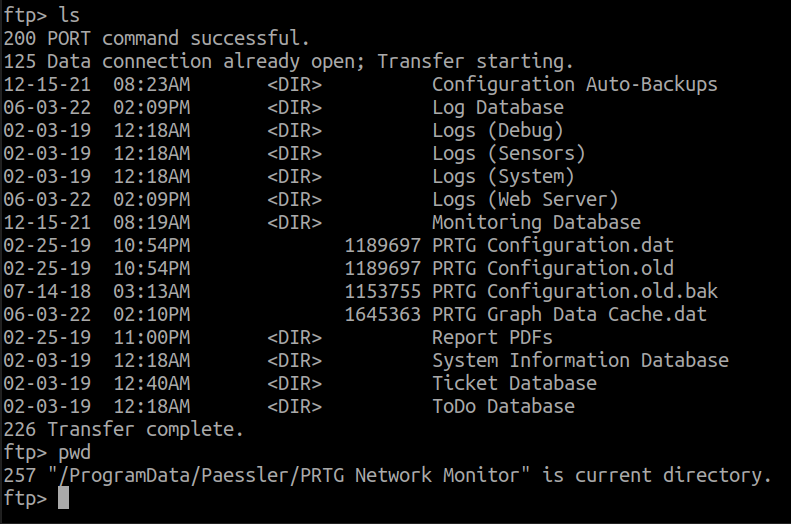 ftp> ls
200 PORT command successful.
125 Data connection already open; Transfer starting.
12-15-21  08:23AM       <DIR>          Configuration Auto-Backups
06-03-22  02:09PM       <DIR>          Log Database
02-03-19  12:18AM       <DIR>          Logs (Debug)
02-03-19  12:18AM       <DIR>          Logs (Sensors)
02-03-19  12:18AM       <DIR>          Logs (System)
06-03-22  02:09PM       <DIR>          Logs (Web Server)
12-15-21  08:19AM       <DIR>          Monitoring Database
02-25-19  10:54PM              1189697 PRTG Configuration.dat
02-25-19  10:54PM              1189697 PRTG Configuration.old
07-14-18  03:13AM              1153755 PRTG Configuration.old.bak
06-03-22  02:10PM              1645363 PRTG Graph Data Cache.dat
02-25-19  11:00PM       <DIR>          Report PDFs
02-03-19  12:18AM       <DIR>          System Information Database
02-03-19  12:40AM       <DIR>          Ticket Database
02-03-19  12:18AM       <DIR>          ToDo Database
226 Transfer complete.
ftp> pwd
257 "/ProgramData/Paessler/PRTG Network Monitor" is current directory.
ftp>